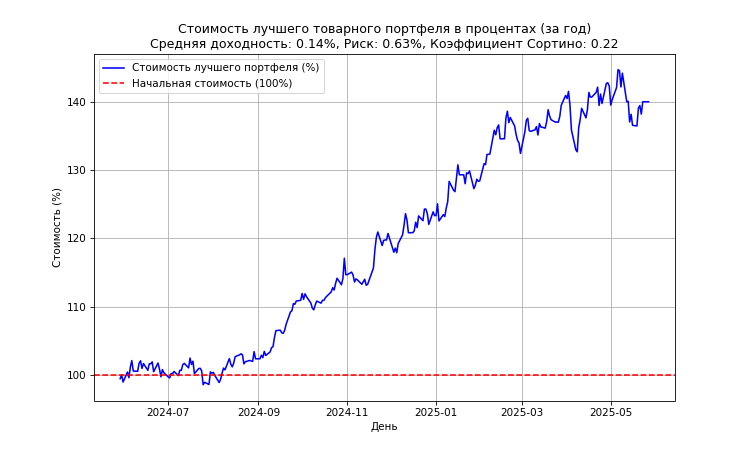 Стоимость лучшего товарного портфеля в процентах (за год)
Средняя доходность: 0.14%, Риск: 0.63%, Коэффициент Сортино: 0.22
Стоимость лучшего портфеля (%)
Начальная стоимость (100%)
Стоимость (%)
140
130
120
110
100
2024-07
2024-09
2024-11
2025-01
2025-03
2025-05
День